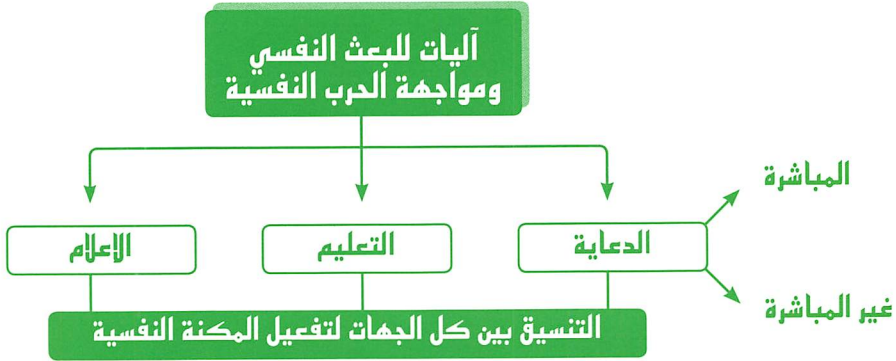 آليات للبعث النفسي
ومواجهة الحرب النفسية
المباشرة
الدعاية
التعليم
الإعلام
غير المباشرة
التنسيق بين كل الجهات لتفعيل المكنة النفسية